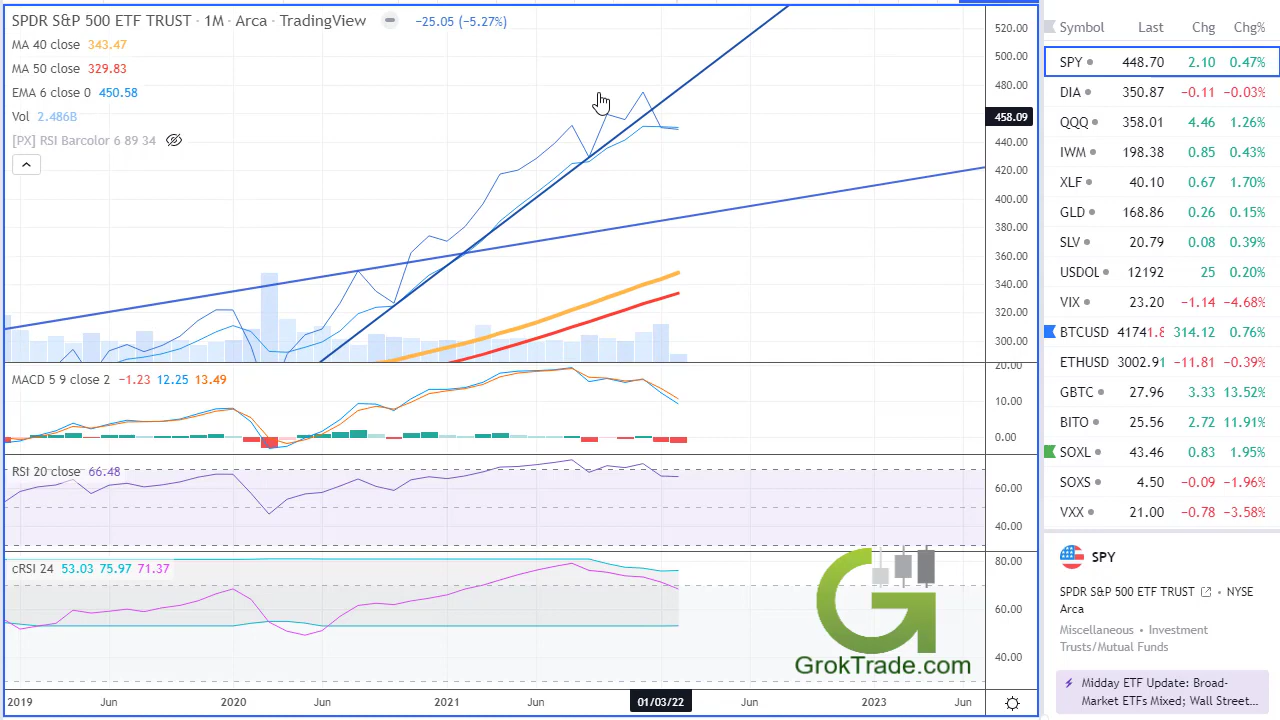 SPDR S&P 500 ETF TRUST · 1M · Arca · TradingView −25.05 (−5.27%)
MA 40 close 343.47
MA 50 close 329.83
EMA 6 close 0 450.58
Vol 2.486B
[PX] RSI Barcolor 6 89 34
520.00
500.00
480.00
458.09
440.00
420.00
400.00
380.00
360.00
340.00
320.00
300.00
MACD 5 9 close 2 −1.23 12.25 13.49
20.00
10.00
0.00
RSI 20 close 66.48
60.00
40.00
cRSI 24 53.03 75.97 71.37
80.00
60.00
40.00
GrokTrade.com
2019 Jun 2020 Jun 2021 Jun 01/03/22 Jun 2023 Jun
Symbol Last Chg Chg%
SPY 448.70 2.10 0.47%
DIA 350.87 −0.11 −0.03%
QQQ 358.01 4.46 1.26%
IWM 198.38 0.85 0.43%
XLF 40.10 0.67 1.70%
GLD 168.86 0.26 0.15%
SLV 20.79 0.08 0.39%
USDOL 12192 25 0.20%
VIX 23.20 −1.14 −4.68%
BTCUSD 41741.8 314.12 0.76%
ETHUSD 3002.91 −11.81 −0.39%
GBTC 27.96 3.33 13.52%
BITO 25.56 2.72 11.91%
SOXL 43.46 0.83 1.95%
SOXS 4.50 −0.09 −1.96%
VXX 21.00 −0.78 −3.58%
SPY
SPDR S&P 500 ETF TRUST • NYSE
Arca
Miscellaneous • Investment
Trusts/Mutual Funds
Midday ETF Update: Broad-
Market ETFs Mixed; Wall Street...